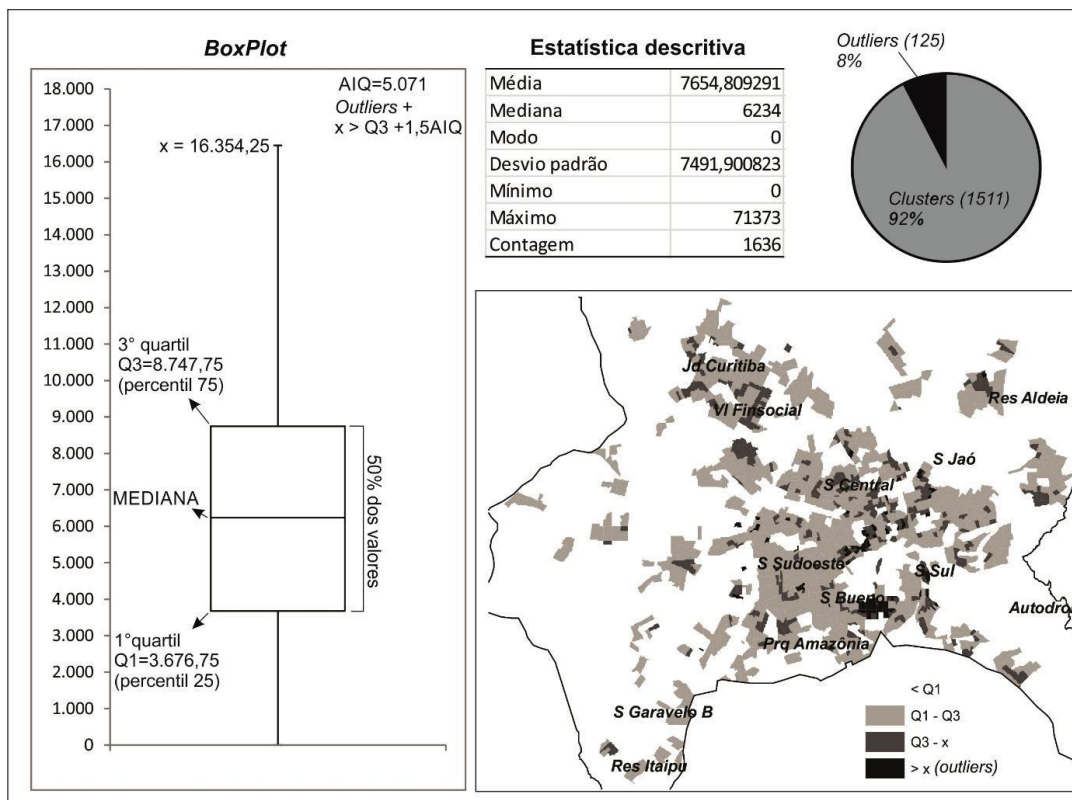 BoxPlot
AIQ=5.071
Outliers +
x > Q3 +1,5AIQ
18.000
17.000
16.000
15.000
14.000
13.000
12.000
11.000
10.000
9.000
8.000
7.000
6.000
5.000
4.000
3.000
2.000
1.000
0
x = 16.354,25
3° quartil
Q3=8.747,75
(percentil 75)
MEDIANA
50% dos valores
1°quartil
Q1=3.676,75
(percentil 25)
Estatística descritiva
Média 7654,809291
Mediana 6234
Modo 0
Desvio padrão 7491,900823
Mínimo 0
Máximo 71373
Contagem 1636
Outliers (125)
8%
Clusters (1511)
92%
Jd Curitiba
Vl Finsocial
Res Aldeia
S Jaó
S Central
S Sudoeste
S Sul
S Bueno
Autodro
Prq Amazônia
S Garavelo B
Res Itaipu
< Q1
Q1 - Q3
Q3 - x
> x (outliers)